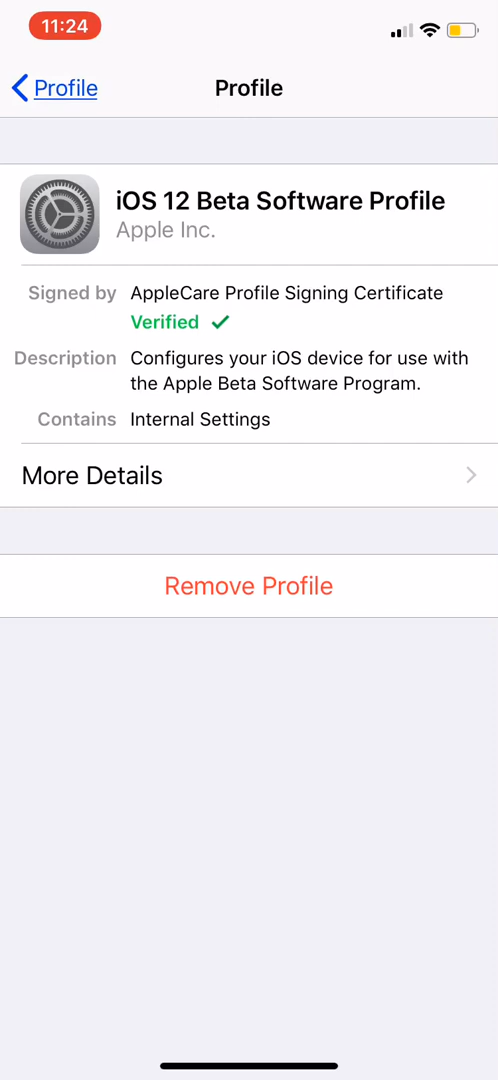 11:24
Profile
Profile
iOS 12 Beta Software Profile
Apple Inc.
Signed by AppleCare Profile Signing Certificate
Verified ✓
Description Configures your iOS device for use with
the Apple Beta Software Program.
Contains Internal Settings
More Details
Remove Profile